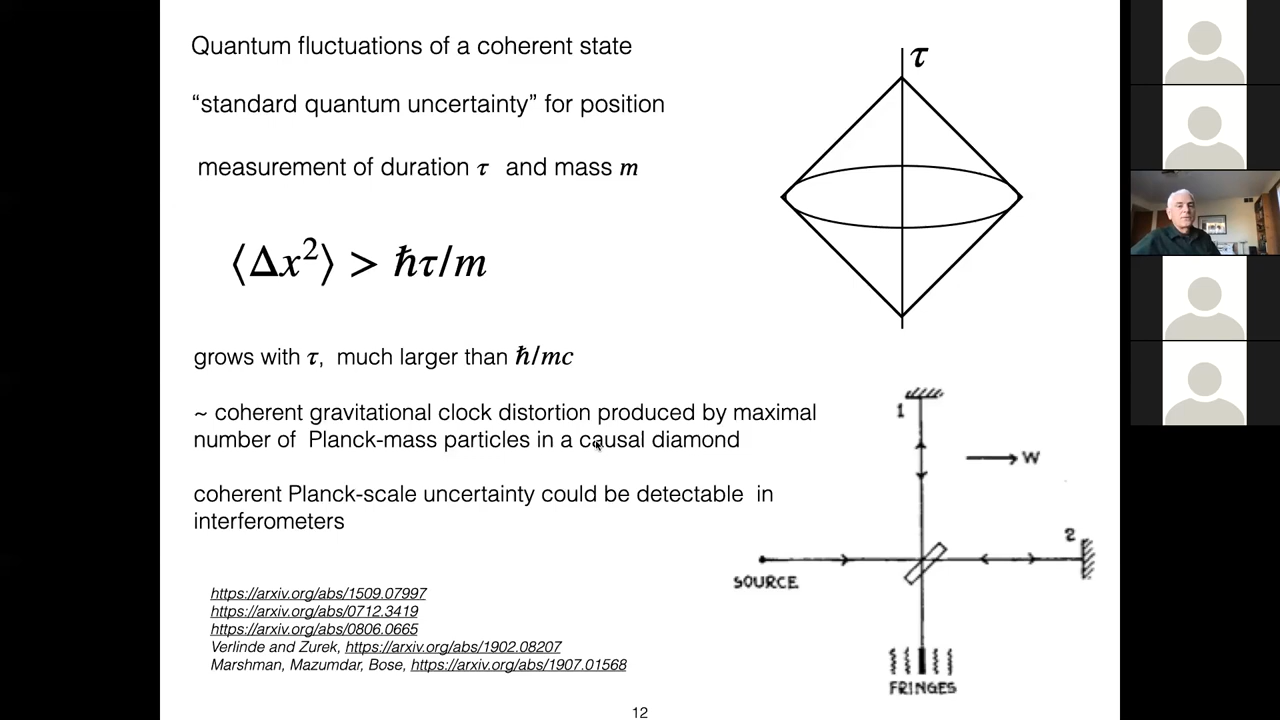 Quantum fluctuations of a coherent state
“standard quantum uncertainty” for position
measurement of duration τ and mass m
⟨Δx²⟩ > ℏτ/m
grows with τ, much larger than ℏ/mc
~ coherent gravitational clock distortion produced by maximal
number of Planck-mass particles in a causal diamond
coherent Planck-scale uncertainty could be detectable in
interferometers
https://arxiv.org/abs/1509.07997
https://arxiv.org/abs/0712.3419
https://arxiv.org/abs/0806.0665
Verlinde and Zurek, https://arxiv.org/abs/1902.08207
Marshman, Mazumdar, Bose, https://arxiv.org/abs/1907.01568
τ
1
W
2
SOURCE
FRINGES
12